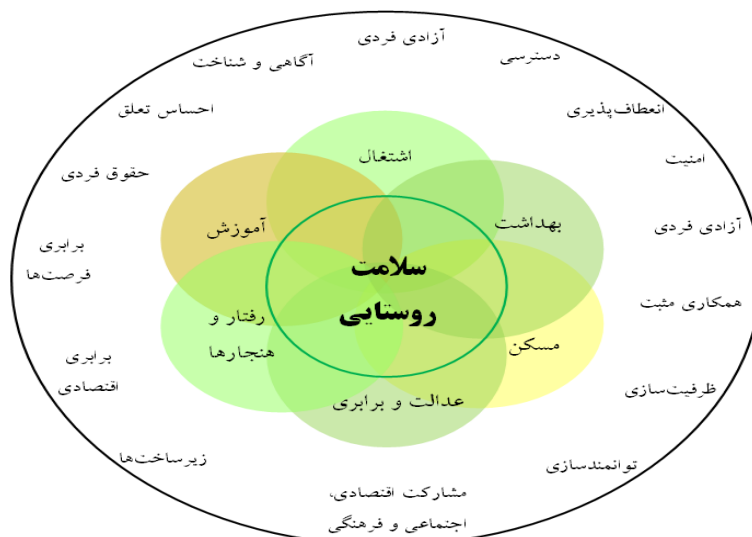 آزادی فردی
دسترسی
آگاهی و شناخت
انعطاف‌پذیری
احساس تعلق
امنیت
اشتغال
حقوق فردی
بهداشت
آموزش
آزادی فردی
برابری
فرصت‌ها
سلامت
روستایی
همکاری مثبت
رفتار و
هنجارها
مسکن
برابری
اقتصادی
ظرفیت‌سازی
عدالت و برابری
زیرساخت‌ها
توانمندسازی
مشارکت اقتصادی،
اجتماعی و فرهنگی